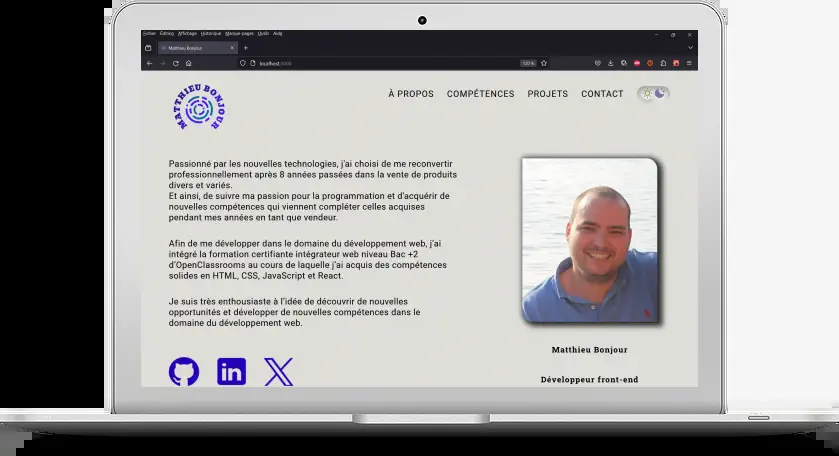 Fichier Édition Affichage Historique Marque-pages Outils Aide
Matthieu Bonjour
localhost:3000
120 %
MATTHIEU BONJOUR
À PROPOS COMPÉTENCES PROJETS CONTACT
Passionné par les nouvelles technologies, j'ai choisi de me reconvertir
professionnellement après 8 années passées dans la vente de produits
divers et variés.
Et ainsi, de suivre ma passion pour la programmation et d'acquérir de
nouvelles compétences qui viennent compléter celles acquises
pendant mes années en tant que vendeur.
Afin de me développer dans le domaine du développement web, j'ai
intégré la formation certifiante intégrateur web niveau Bac +2
d'OpenClassrooms au cours de laquelle j'ai acquis des compétences
solides en HTML, CSS, JavaScript et React.
Je suis très enthousiaste à l'idée de découvrir de nouvelles
opportunités et développer de nouvelles compétences dans le
domaine du développement web.
in
Matthieu Bonjour
Développeur front-end